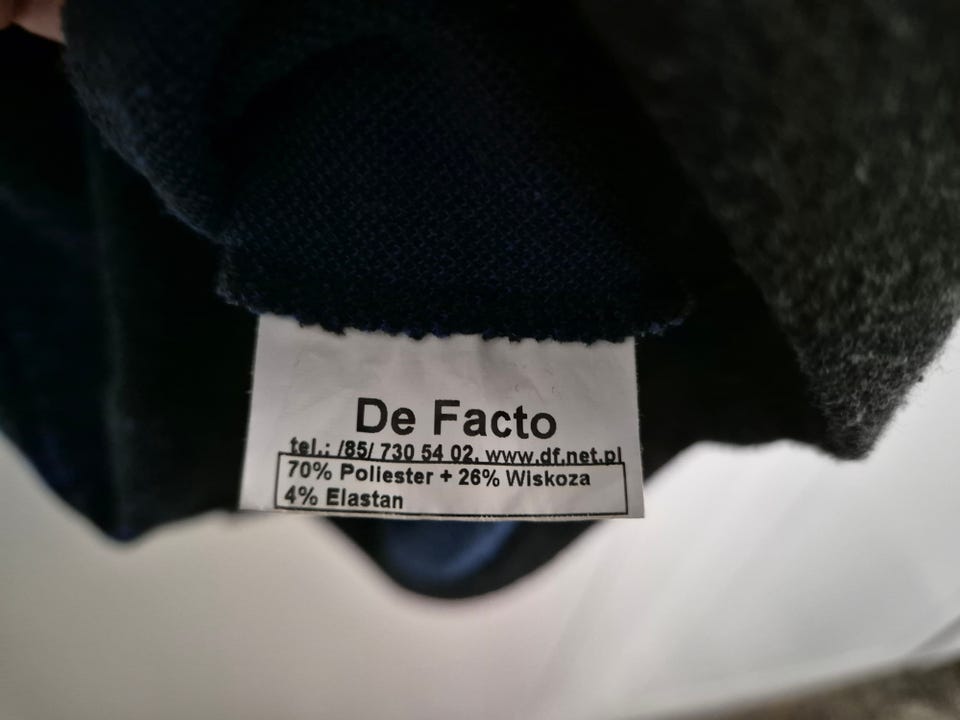 De Facto
tel.: /85/ 730 54 02, www.df.net.pl
70% Poliester + 26% Wiskoza
4% Elastan